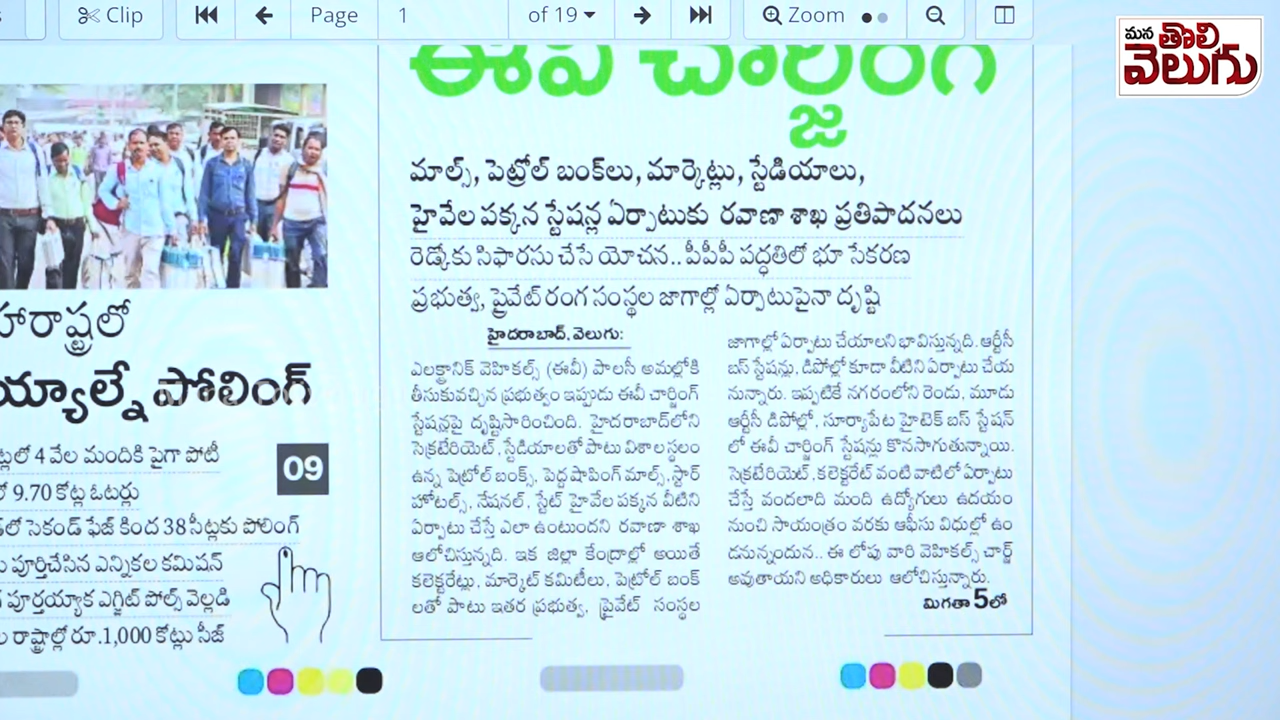 Clip
Page 1 of 19
Zoom
మన తొలి
వెలుగు
ఈవీ చార్జింగ్
మాల్స్, పెట్రోల్ బంక్‌లు, మార్కెట్లు, స్టేడియాలు,
హైవేల పక్కన స్టేషన్ల ఏర్పాటుకు రవాణా శాఖ ప్రతిపాదనలు
రెడ్కోకు సిఫారసు చేసే యోచన.. పీపీపీ పద్ధతిలో భూ సేకరణ
ప్రభుత్వ, ప్రైవేట్ రంగ సంస్థల జాగాల్లో ఏర్పాటుపైనా దృష్టి
హైదరాబాద్, వెలుగు:
ఎలక్ట్రానిక్ వెహికల్స్ (ఈవీ) పాలసీ అమల్లోకి
తీసుకువచ్చిన ప్రభుత్వం ఇప్పుడు ఈవీ చార్జింగ్
స్టేషన్లపై దృష్టిసారించింది. హైదరాబాద్‌లోని
సెక్రటేరియెట్, స్టేడియాలతో పాటు విశాల స్థలం
ఉన్న పెట్రోల్ బంక్స్, పెద్ద షాపింగ్ మాల్స్, స్టార్
హోటల్స్, నేషనల్, స్టేట్ హైవేల పక్కన వీటిని
ఏర్పాటు చేస్తే ఎలా ఉంటుందని రవాణా శాఖ
ఆలోచిస్తున్నది. ఇక జిల్లా కేంద్రాల్లో అయితే
కలెక్టరేట్లు, మార్కెట్ కమిటీలు, పెట్రోల్ బంక్
లతో పాటు ఇతర ప్రభుత్వ, ప్రైవేట్ సంస్థల
జాగాల్లో ఏర్పాటు చేయాలని భావిస్తున్నది. ఆర్టీసీ
బస్ స్టేషన్లు, డిపోల్లో కూడా వీటిని ఏర్పాటు చేయ
నున్నారు. ఇప్పటికే నగరంలోని రెండు, మూడు
ఆర్టీసీ డిపోల్లో, సూర్యాపేట హైటెక్ బస్ స్టేషన్
లో ఈవీ చార్జింగ్ స్టేషన్లు కొనసాగుతున్నాయి.
సెక్రటేరియెట్, కలెక్టరేట్ వంటి వాటిలో ఏర్పాటు
చేస్తే వందలాది మంది ఉద్యోగులు ఉదయం
నుంచి సాయంత్రం వరకు ఆఫీసు విధుల్లో ఉం
డనున్నందున.. ఈ లోపు వారి వెహికల్స్ చార్జ్
అవుతాయని అధికారులు ఆలోచిస్తున్నారు.
మిగతా 5లో
హారాష్ట్రలో
య్యాల్నే పోలింగ్
ట్లలో 4 వేల మందికి పైగా పోటీ
లో 9.70 కోట్ల ఓటర్లు
09
లో సెకండ్ ఫేజ్ కింద 38 సీట్లకు పోలింగ్
పూర్తిచేసిన ఎన్నికల కమిషన్
పూర్తయ్యాక ఎగ్జిట్ పోల్స్ వెల్లడి
రాష్ట్రాల్లో రూ.1,000 కోట్లు సీజ్